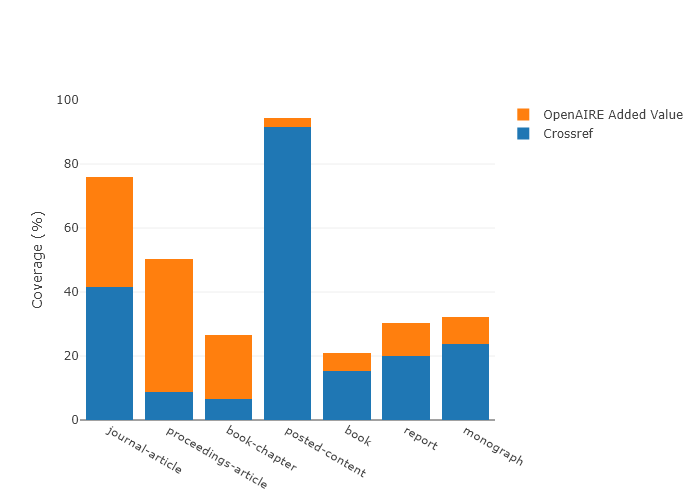 100
80
60
40
20
0
Coverage (%)
journal-article
proceedings-article
book-chapter
posted-content
book
report
monograph
OpenAIRE Added Value
Crossref